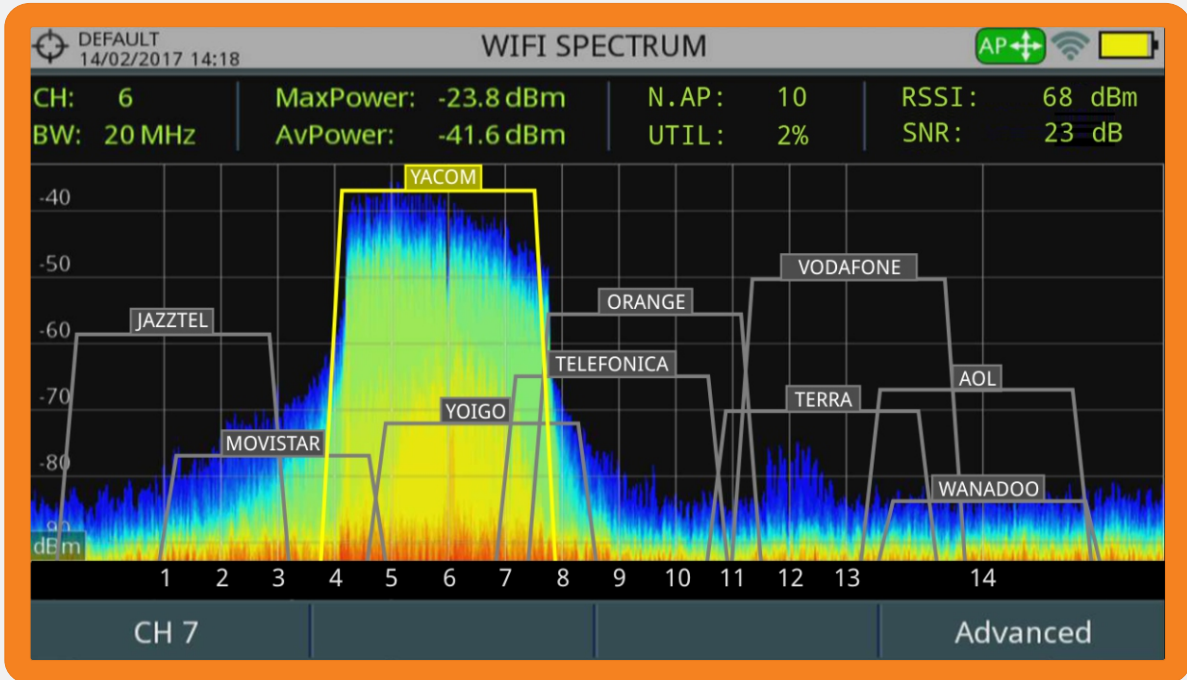 DEFAULT
14/02/2017 14:18
WIFI SPECTRUM
AP
CH: 6 MaxPower: -23.8 dBm N.AP: 10 RSSI: 68 dBm
BW: 20 MHz AvPower: -41.6 dBm UTIL: 2% SNR: 23 dB
YACOM
-40
-50
VODAFONE
ORANGE
JAZZTEL
-60
TELEFONICA
AOL
-70
TERRA
YOIGO
MOVISTAR
-80
WANADOO
-90
dBm
1 2 3 4 5 6 7 8 9 10 11 12 13 14
CH 7 Advanced